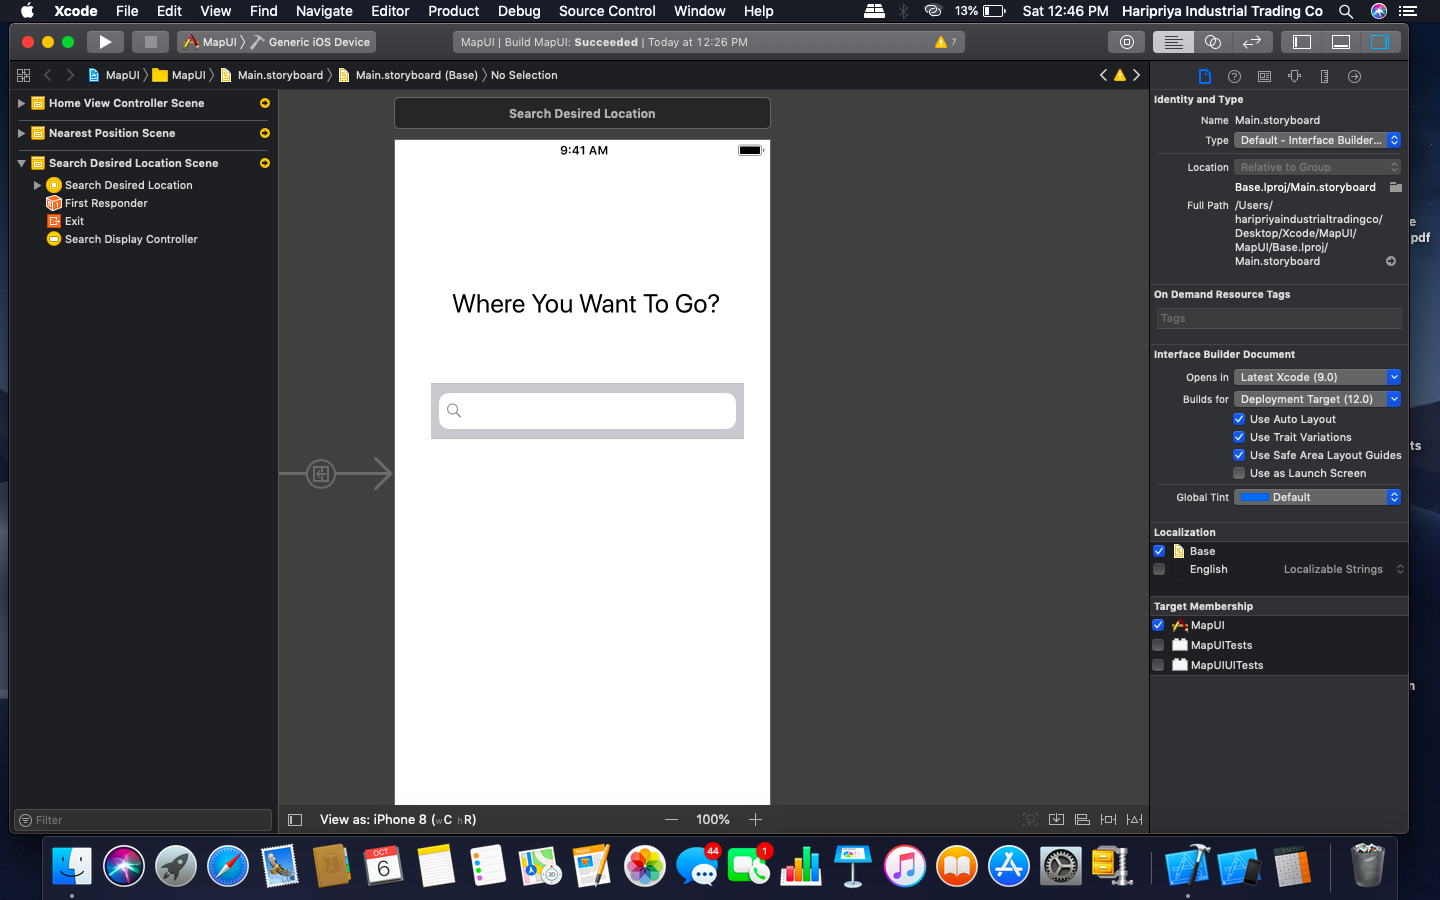 Xcode File Edit View Find Navigate Editor Product Debug Source Control Window Help 13% Sat 12:46 PM Haripriya Industrial Trading Co
MapUI Generic iOS Device
MapUI | Build MapUI: Succeeded | Today at 12:26 PM 7
MapUI MapUI Main.storyboard Main.storyboard (Base) No Selection
Home View Controller Scene
Nearest Position Scene
Search Desired Location Scene
Search Desired Location
First Responder
Exit
Search Display Controller
Filter
Search Desired Location
9:41 AM
Where You Want To Go?
View as: iPhone 8 (wC hR)
100%
Identity and Type
Name Main.storyboard
Type Default - Interface Builder...
Location Relative to Group
Base.lproj/Main.storyboard
Full Path /Users/
haripriyaindustrialtradingco/
Desktop/Xcode/MapUI/
MapUI/Base.lproj/
Main.storyboard
On Demand Resource Tags
Tags
Interface Builder Document
Opens in Latest Xcode (9.0)
Builds for Deployment Target (12.0)
Use Auto Layout
Use Trait Variations
Use Safe Area Layout Guides
Use as Launch Screen
Global Tint Default
Localization
Base
English Localizable Strings
Target Membership
MapUI
MapUITests
MapUIUITests
e
pdf
ts
n
OCT
6
3D
44
1